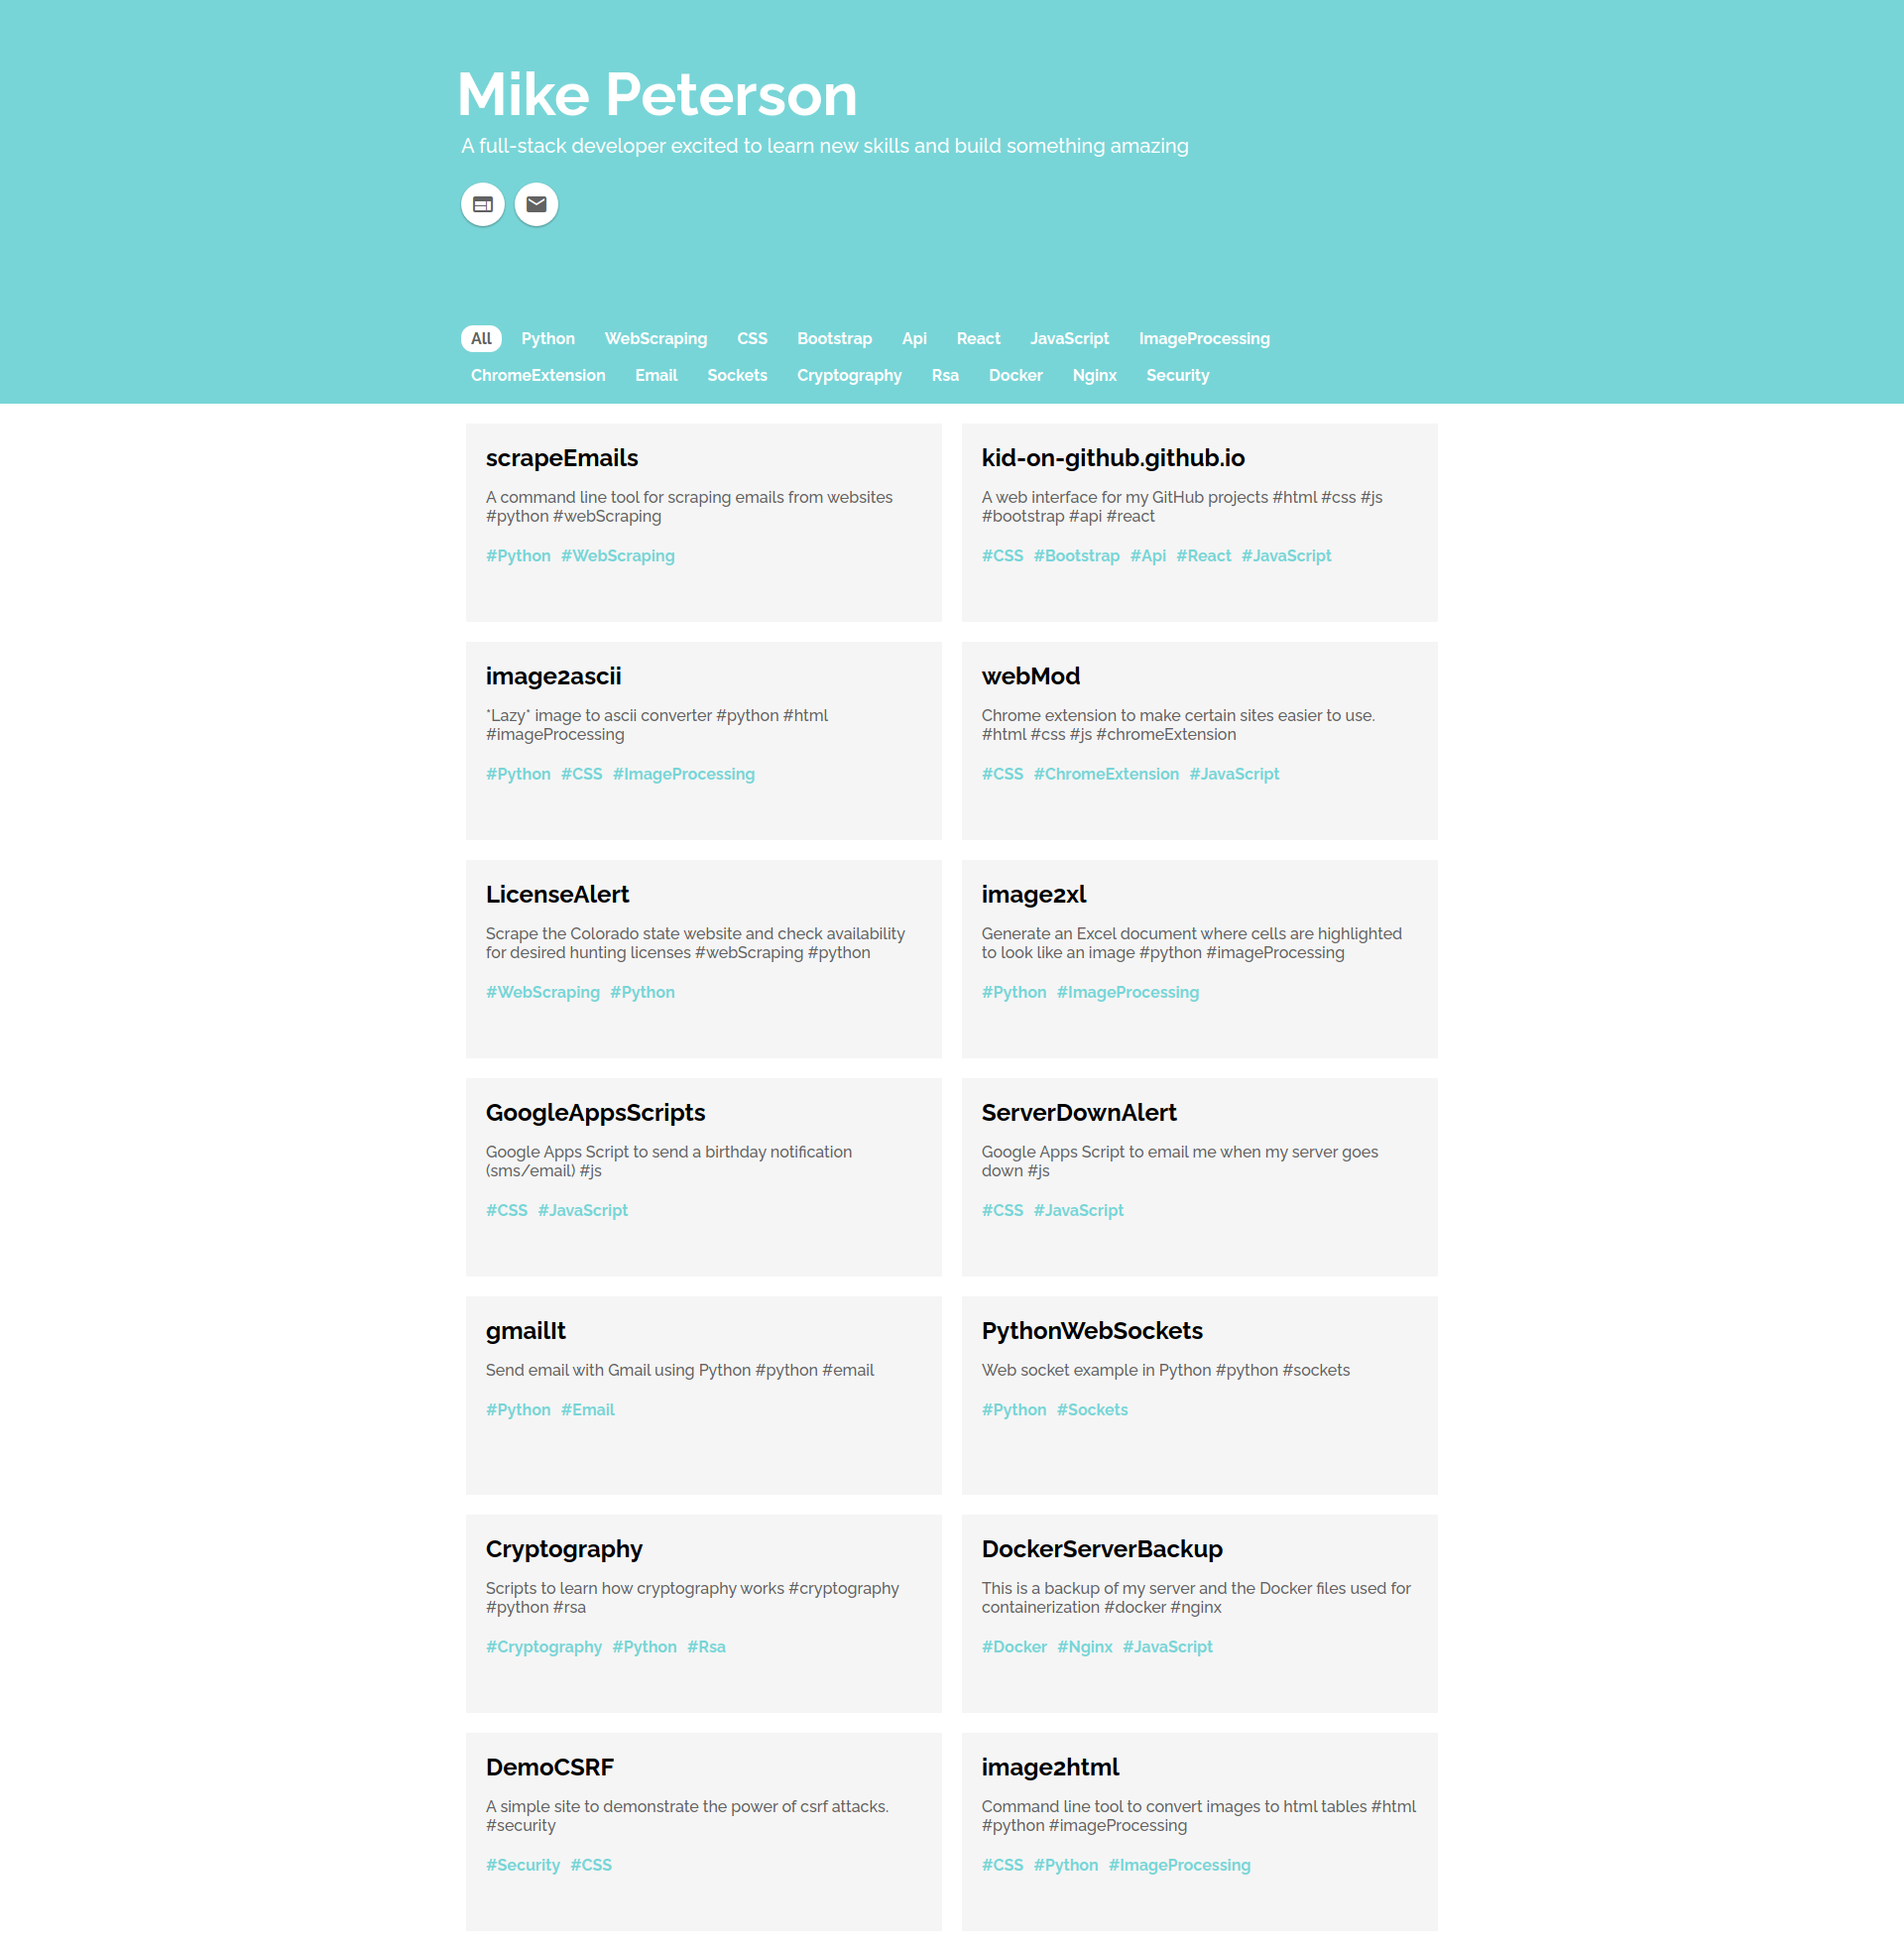 Mike Peterson
A full-stack developer excited to learn new skills and build something amazing
All Python WebScraping CSS Bootstrap Api React JavaScript ImageProcessing
ChromeExtension Email Sockets Cryptography Rsa Docker Nginx Security
scrapeEmails
A command line tool for scraping emails from websites
#python #webScraping
#Python #WebScraping
kid-on-github.github.io
A web interface for my GitHub projects #html #css #js
#bootstrap #api #react
#CSS #Bootstrap #Api #React #JavaScript
image2ascii
*Lazy* image to ascii converter #python #html
#imageProcessing
#Python #CSS #ImageProcessing
webMod
Chrome extension to make certain sites easier to use.
#html #css #js #chromeExtension
#CSS #ChromeExtension #JavaScript
LicenseAlert
Scrape the Colorado state website and check availability
for desired hunting licenses #webScraping #python
#WebScraping #Python
image2xl
Generate an Excel document where cells are highlighted
to look like an image #python #imageProcessing
#Python #ImageProcessing
GoogleAppsScripts
Google Apps Script to send a birthday notification
(sms/email) #js
#CSS #JavaScript
ServerDownAlert
Google Apps Script to email me when my server goes
down #js
#CSS #JavaScript
gmailIt
Send email with Gmail using Python #python #email
#Python #Email
PythonWebSockets
Web socket example in Python #python #sockets
#Python #Sockets
Cryptography
Scripts to learn how cryptography works #cryptography
#python #rsa
#Cryptography #Python #Rsa
DockerServerBackup
This is a backup of my server and the Docker files used for
containerization #docker #nginx
#Docker #Nginx #JavaScript
DemoCSRF
A simple site to demonstrate the power of csrf attacks.
#security
#Security #CSS
image2html
Command line tool to convert images to html tables #html
#python #imageProcessing
#CSS #Python #ImageProcessing